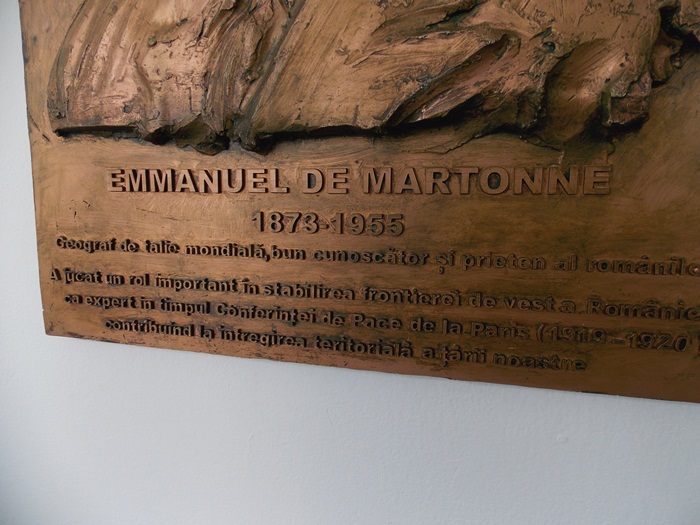 EMMANUEL DE MARTONNE
1873-1955
Geograf de talie mondială, bun cunoscător și prieten al românilo
A jucat un rol important în stabilirea frontierei de vest a Românie
ca expert în timpul Conferinței de Pace de la Paris (1919-1920)
contribuind la întregirea teritorială a țării noastre